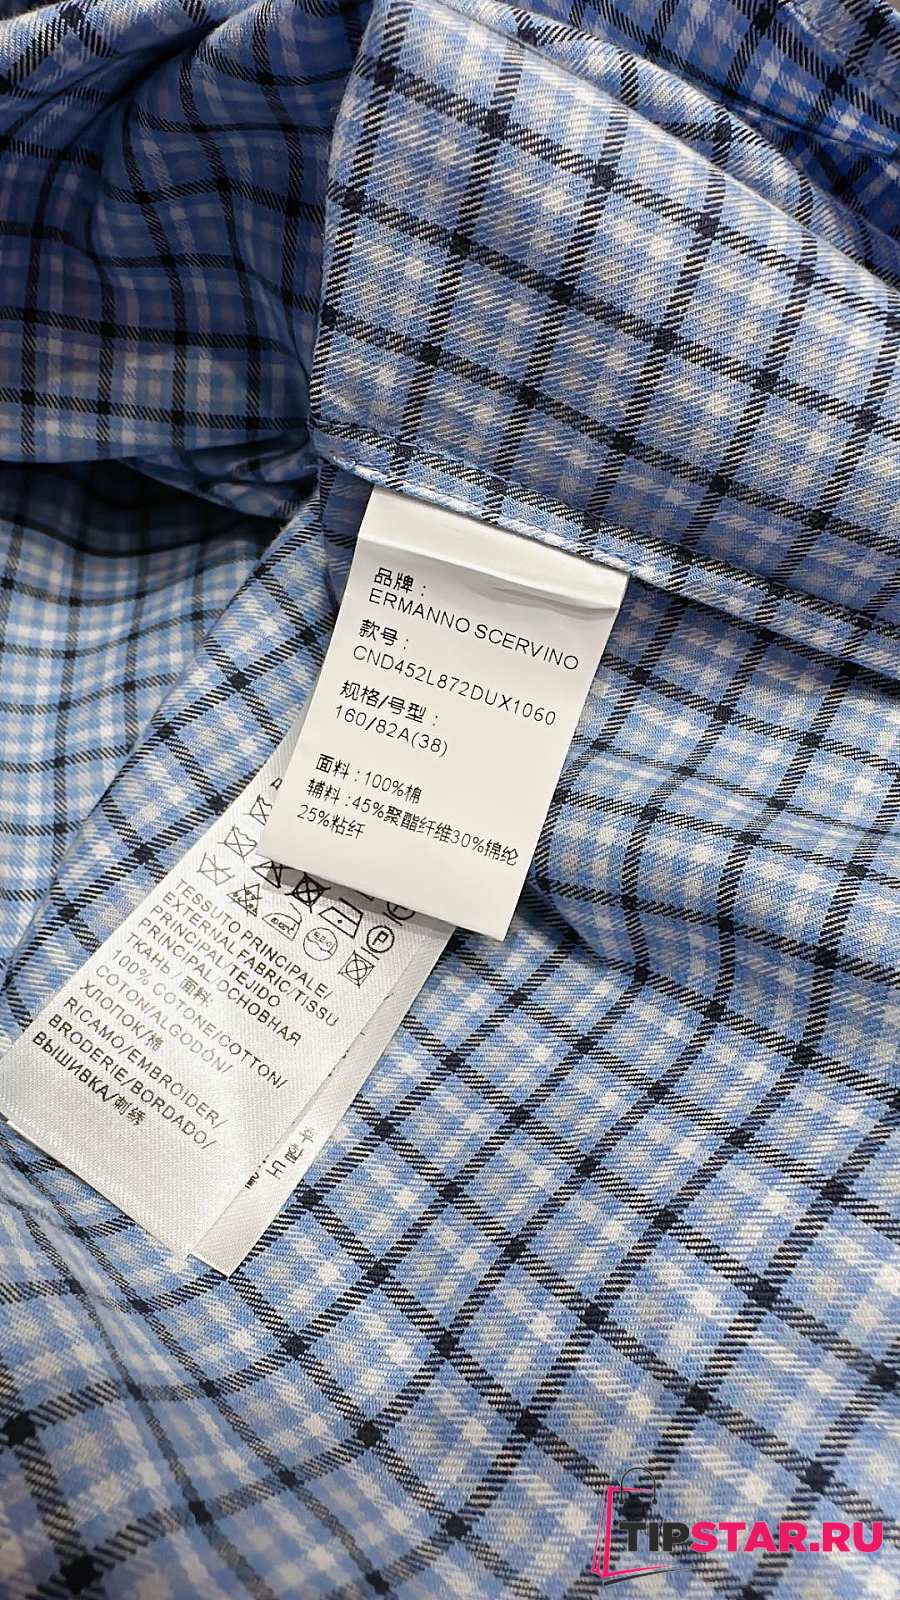 品牌：
ERMANNO SCERVINO
款号：
CND452L872DUX1060
规格/号型：
160/82A(38)
面料：100%棉
辅料：45%聚酯纤维30%锦纶
25%粘纤
TESSUTO PRINCIPALE/
EXTERNAL FABRIC/TISSU
PRINCIPAL/TEJIDO
PRINCIPAL/ОСНОВНАЯ
ТКАНЬ/面料:
100% COTONE/COTTON/
COTON/ALGODÓN/
ХЛОПОК/棉
RICAMO/EMBROIDER/
BRODERIE/BORDADO/
ВЫШИВКА/刺绣
TIPSTAR.RU